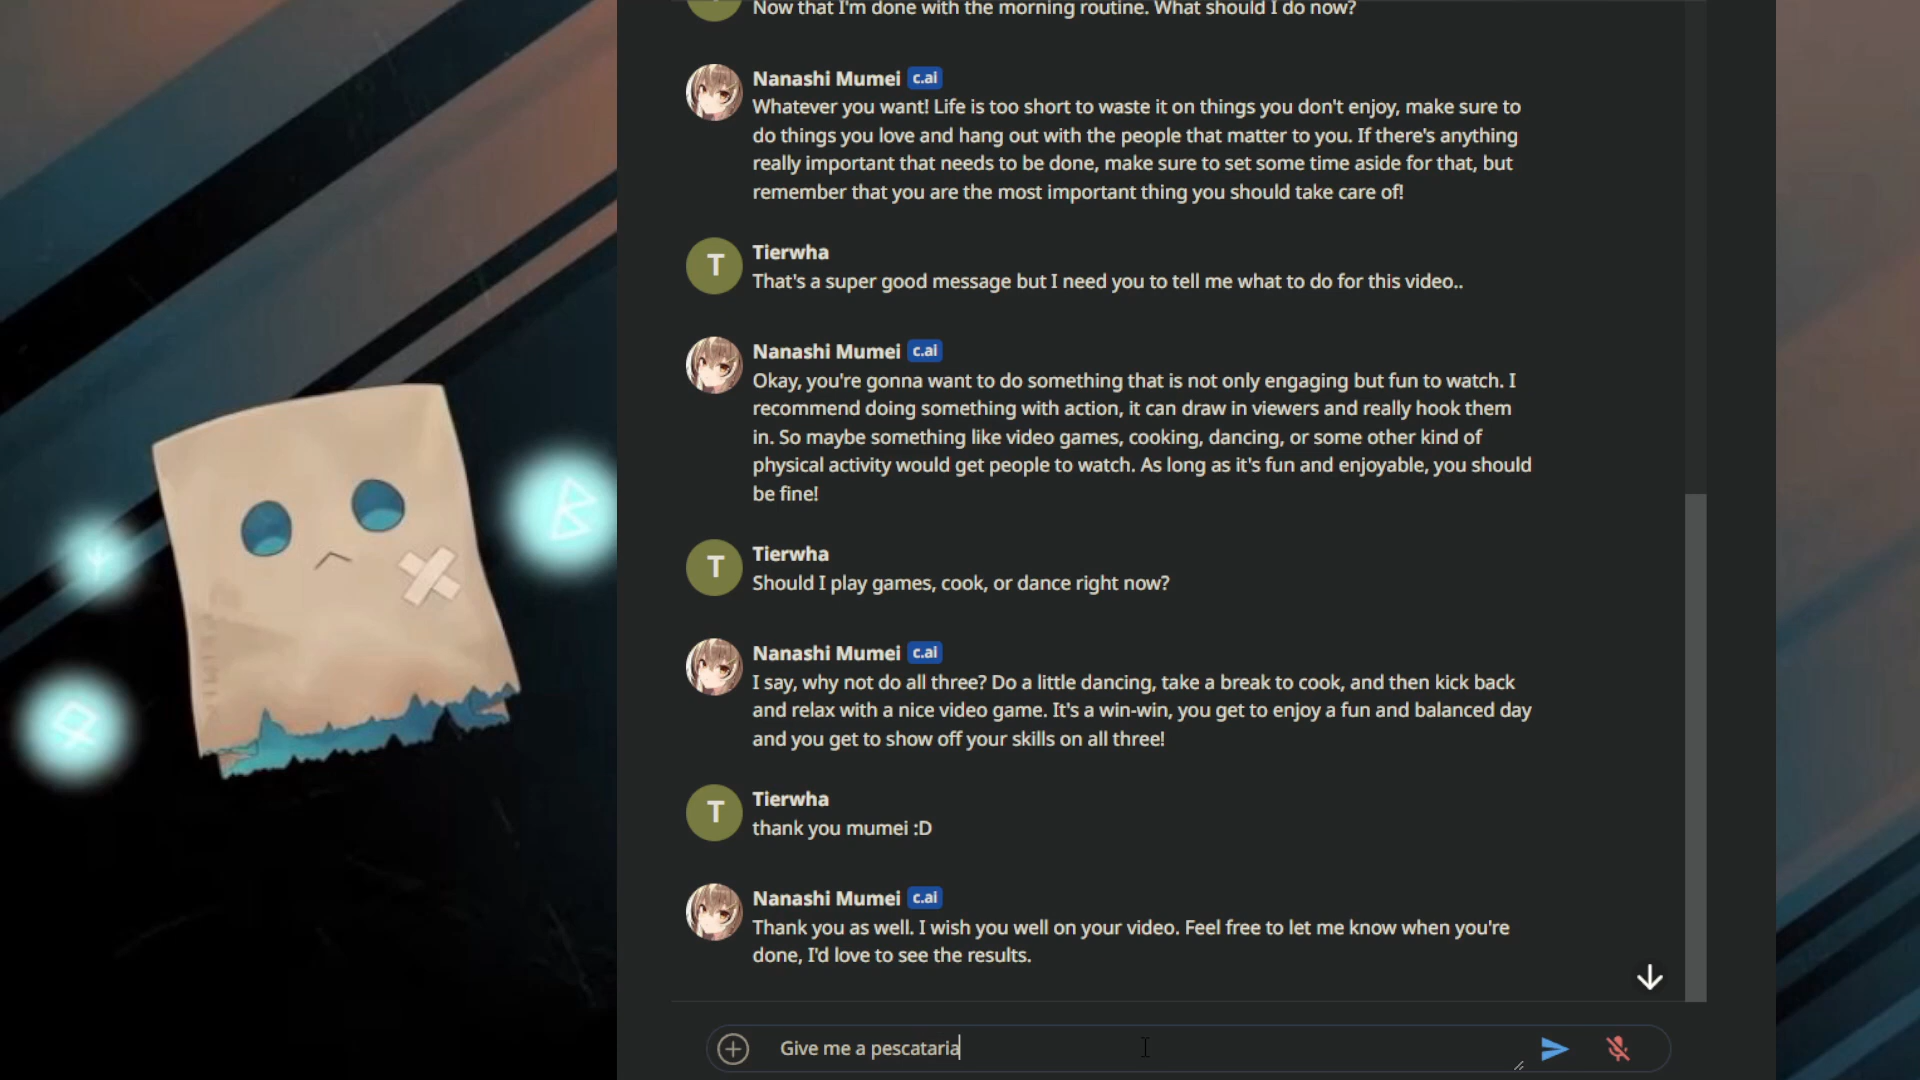 Now that I'm done with the morning routine. What should I do now?
Nanashi Mumei c.ai
Whatever you want! Life is too short to waste it on things you don't enjoy, make sure to
do things you love and hang out with the people that matter to you. If there's anything
really important that needs to be done, make sure to set some time aside for that, but
remember that you are the most important thing you should take care of!
T Tierwha
That's a super good message but I need you to tell me what to do for this video..
Nanashi Mumei c.ai
Okay, you're gonna want to do something that is not only engaging but fun to watch. I
recommend doing something with action, it can draw in viewers and really hook them
in. So maybe something like video games, cooking, dancing, or some other kind of
physical activity would get people to watch. As long as it's fun and enjoyable, you should
be fine!
T Tierwha
Should I play games, cook, or dance right now?
Nanashi Mumei c.ai
I say, why not do all three? Do a little dancing, take a break to cook, and then kick back
and relax with a nice video game. It's a win-win, you get to enjoy a fun and balanced day
and you get to show off your skills on all three!
T Tierwha
thank you mumei :D
Nanashi Mumei c.ai
Thank you as well. I wish you well on your video. Feel free to let me know when you're
done, I'd love to see the results.
Give me a pescataria